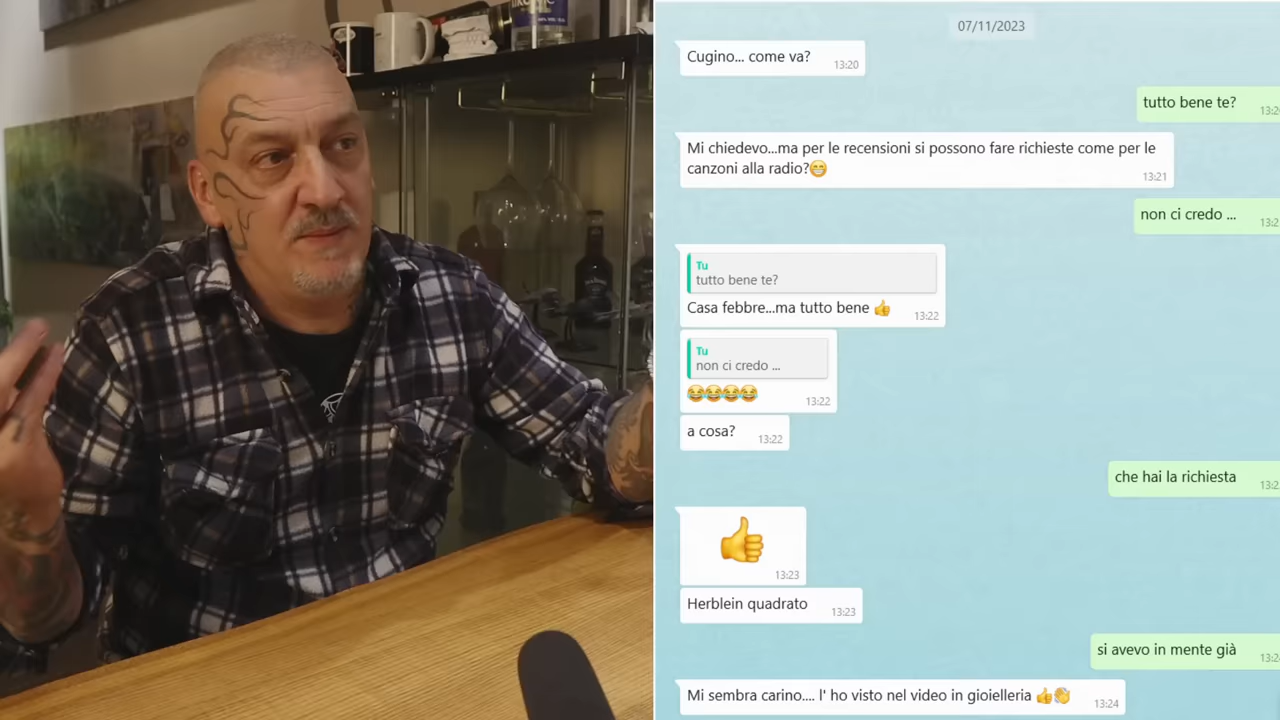 07/11/2023
Cugino... come va?
13:20
tutto bene te?
Mi chiedevo...ma per le recensioni si possono fare richieste come per le
canzoni alla radio?😁
13:21
non ci credo ...
Tu
tutto bene te?
Casa febbre...ma tutto bene 👍
13:22
Tu
non ci credo ...
😂😂😂😂
13:22
a cosa?
13:22
che hai la richiesta
👍
13:23
Herblein quadrato
13:23
si avevo in mente già
Mi sembra carino.... l' ho visto nel video in gioielleria 👍👏
13:24